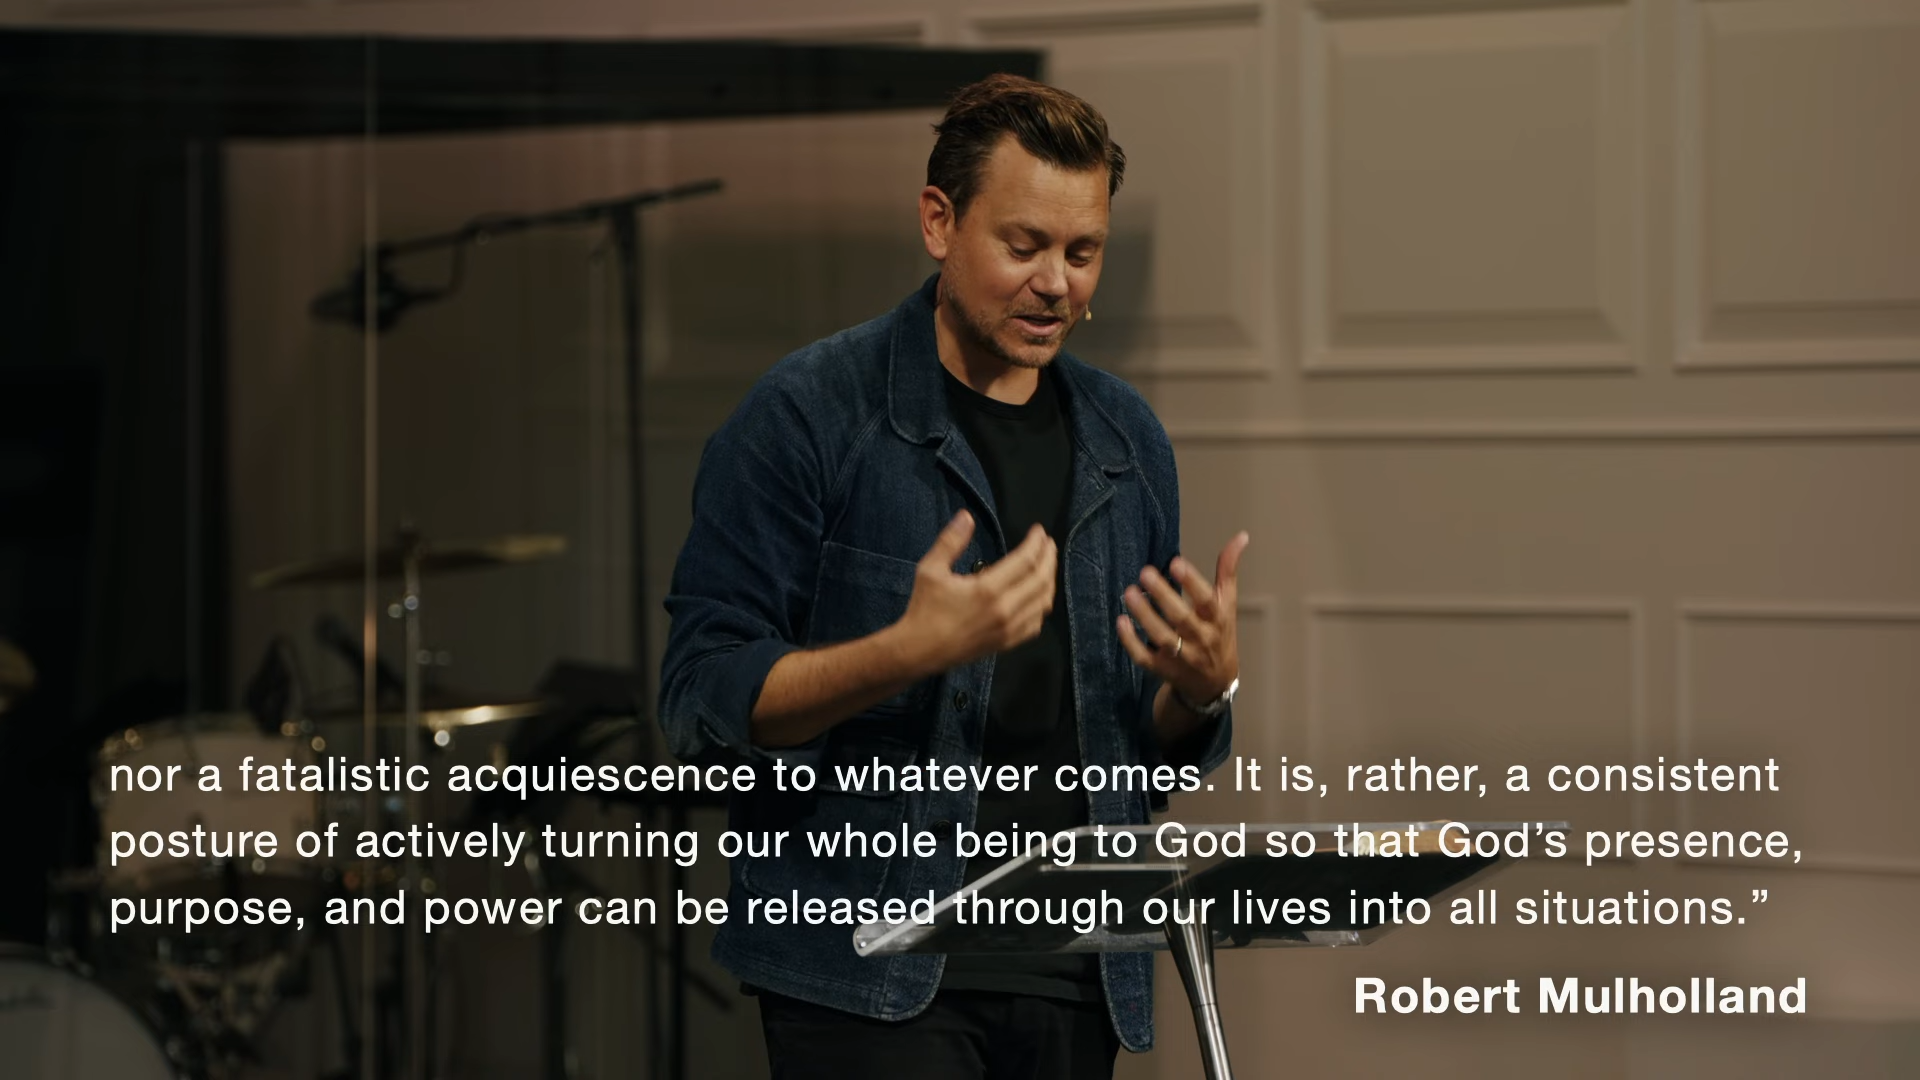 nor a fatalistic acquiescence to whatever comes. It is, rather, a consistent
posture of actively turning our whole being to God so that God’s presence,
purpose, and power can be released through our lives into all situations.”
Robert Mulholland